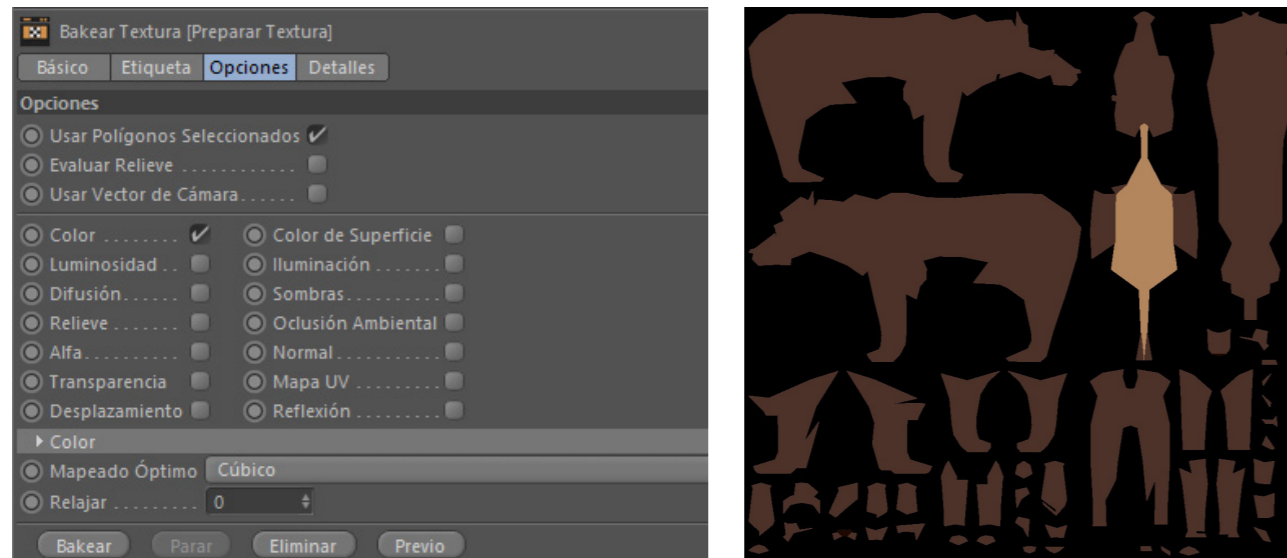 Bakear Textura [Preparar Textura]
Básico Etiqueta Opciones Detalles
Opciones
Usar Polígonos Seleccionados
Evaluar Relieve . . . . . . . . . . . .
Usar Vector de Cámara. . . . . .
Color . . . . . . . . Color de Superficie
Luminosidad . . Iluminación . . . . . . .
Difusión. . . . . . Sombras. . . . . . . . . .
Relieve . . . . . . . Oclusión Ambiental
Alfa. . . . . . . . . . Normal . . . . . . . . . . .
Transparencia Mapa UV . . . . . . . . .
Desplazamiento Reflexión . . . . . . . . .
Color
Mapeado Óptimo Cúbico
Relajar . . . . . . . . . 0
Bakear Parar Eliminar Previo